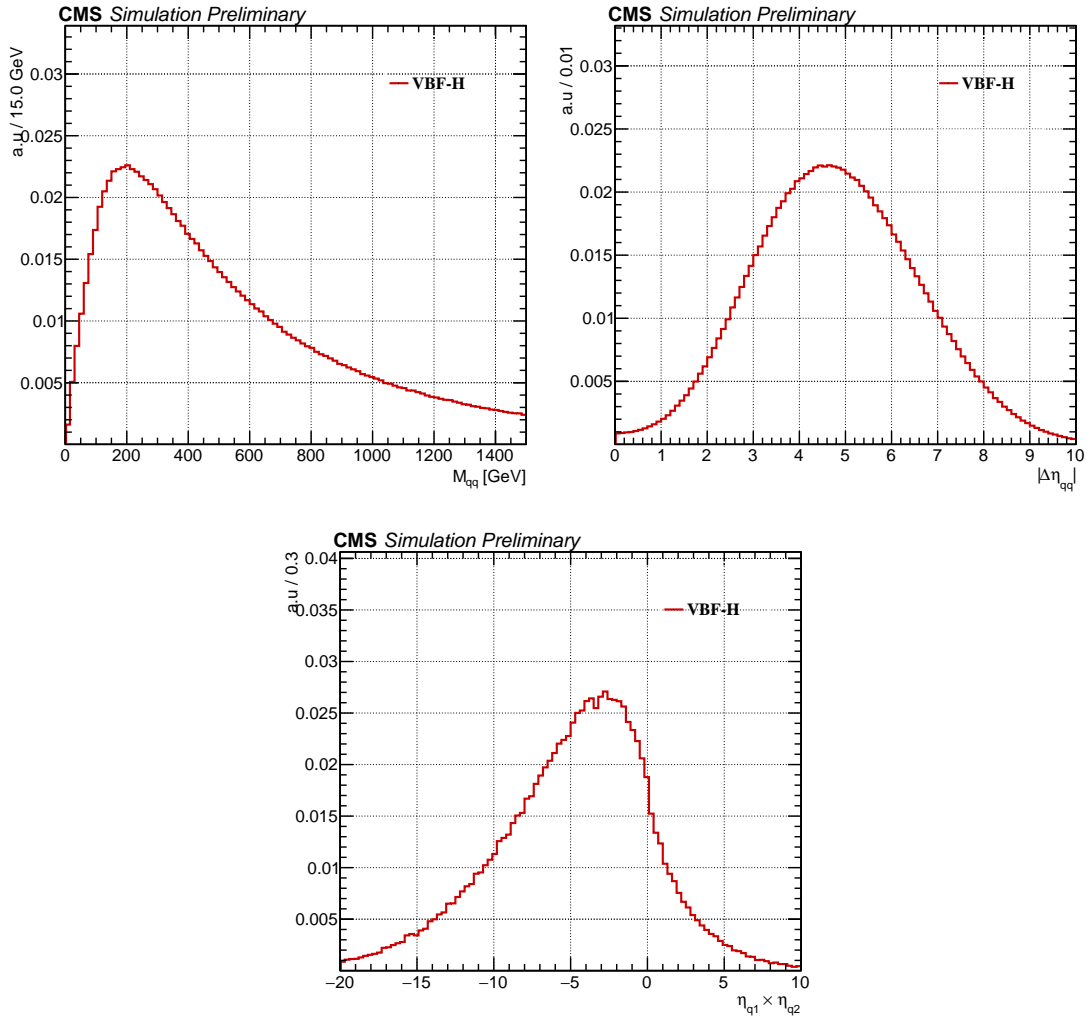 CMS Simulation Preliminary
a.u / 15.0 GeV
VBF-H
0.03
0.025
0.02
0.015
0.01
0.005
0 200 400 600 800 1000 1200 1400
M_qq [GeV]
CMS Simulation Preliminary
a.u / 0.01
VBF-H
0.03
0.025
0.02
0.015
0.01
0.005
0 1 2 3 4 5 6 7 8 9 10
|Δη_qq|
CMS Simulation Preliminary
a.u / 0.3
VBF-H
0.04
0.035
0.03
0.025
0.02
0.015
0.01
0.005
−20 −15 −10 −5 0 5 10
η_q1 × η_q2